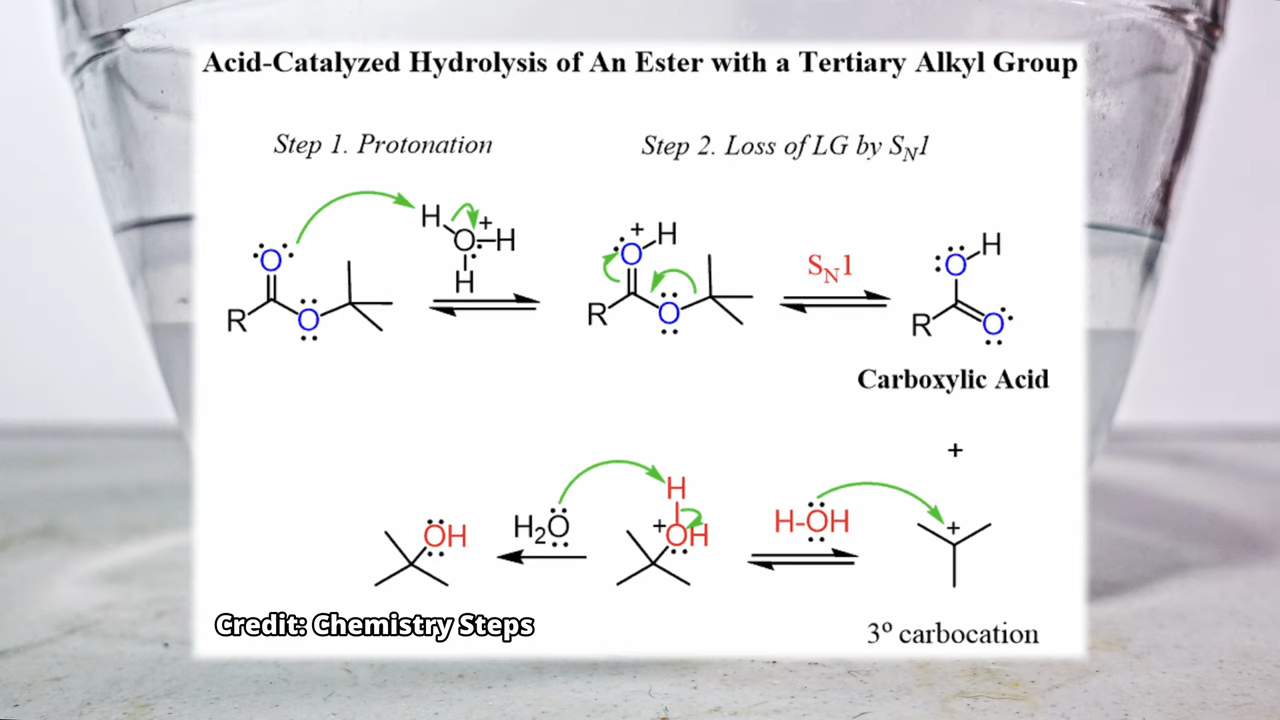 Acid-Catalyzed Hydrolysis of An Ester with a Tertiary Alkyl Group
Step 1. Protonation
Step 2. Loss of LG by SN1
H
+
O
H
H
O
R
O
+
O
H
R
O
SN1
O
H
R
O
Carboxylic Acid
+
OH
H2O
H
+
OH
H-OH
+
3º carbocation
Credit: Chemistry Steps